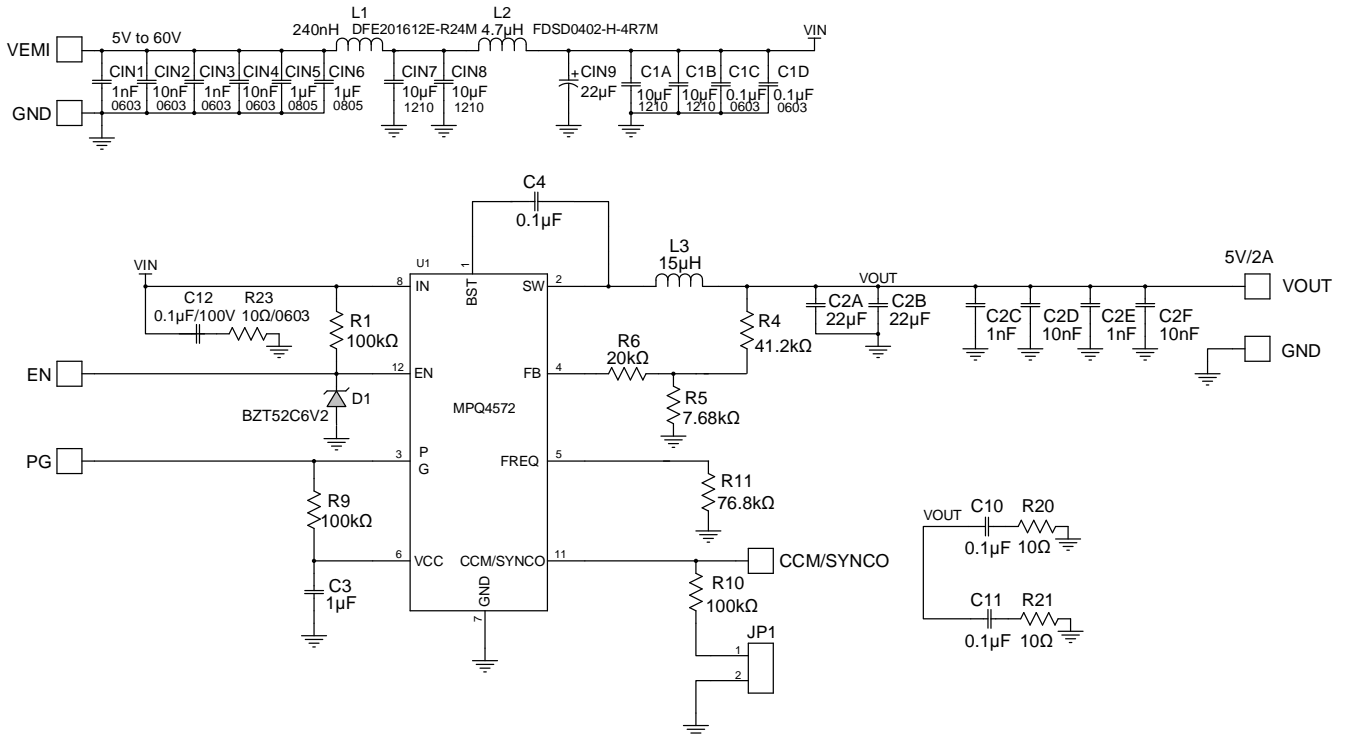 L1
L2
240nH DFE201612E-R24M 4.7µH FDSD0402-H-4R7M
VIN
VEMI
5V to 60V
CIN1 CIN2 CIN3 CIN4 CIN5 CIN6 CIN7 CIN8 CIN9 C1A C1B C1C C1D
1nF 10nF 1nF 10nF 1µF 1µF 10µF 10µF + 22µF 10µF 10µF 0.1µF 0.1µF
0603 0603 0603 0603 0805 0805 1210 1210 1210 1210 0603 0603
GND
C4
0.1µF
VIN
U1
1
L3
15µH
5V/2A
8 IN
BST
SW 2
VOUT
VOUT
C12 R23
0.1µF/100V 10Ω/0603
R1
100kΩ
R4
41.2kΩ
C2A C2B
22µF 22µF
C2C C2D C2E C2F
1nF 10nF 1nF 10nF
GND
R6
20kΩ
EN
12 EN
FB 4
D1
BZT52C6V2
MPQ4572
R5
7.68kΩ
PG
3 P
G
FREQ 5
R9
100kΩ
R11
76.8kΩ
VOUT
C10 R20
0.1µF 10Ω
6 VCC
CCM/SYNCO 11
CCM/SYNCO
C3
1µF
GND
7
R10
100kΩ
C11 R21
0.1µF 10Ω
JP1
1
2